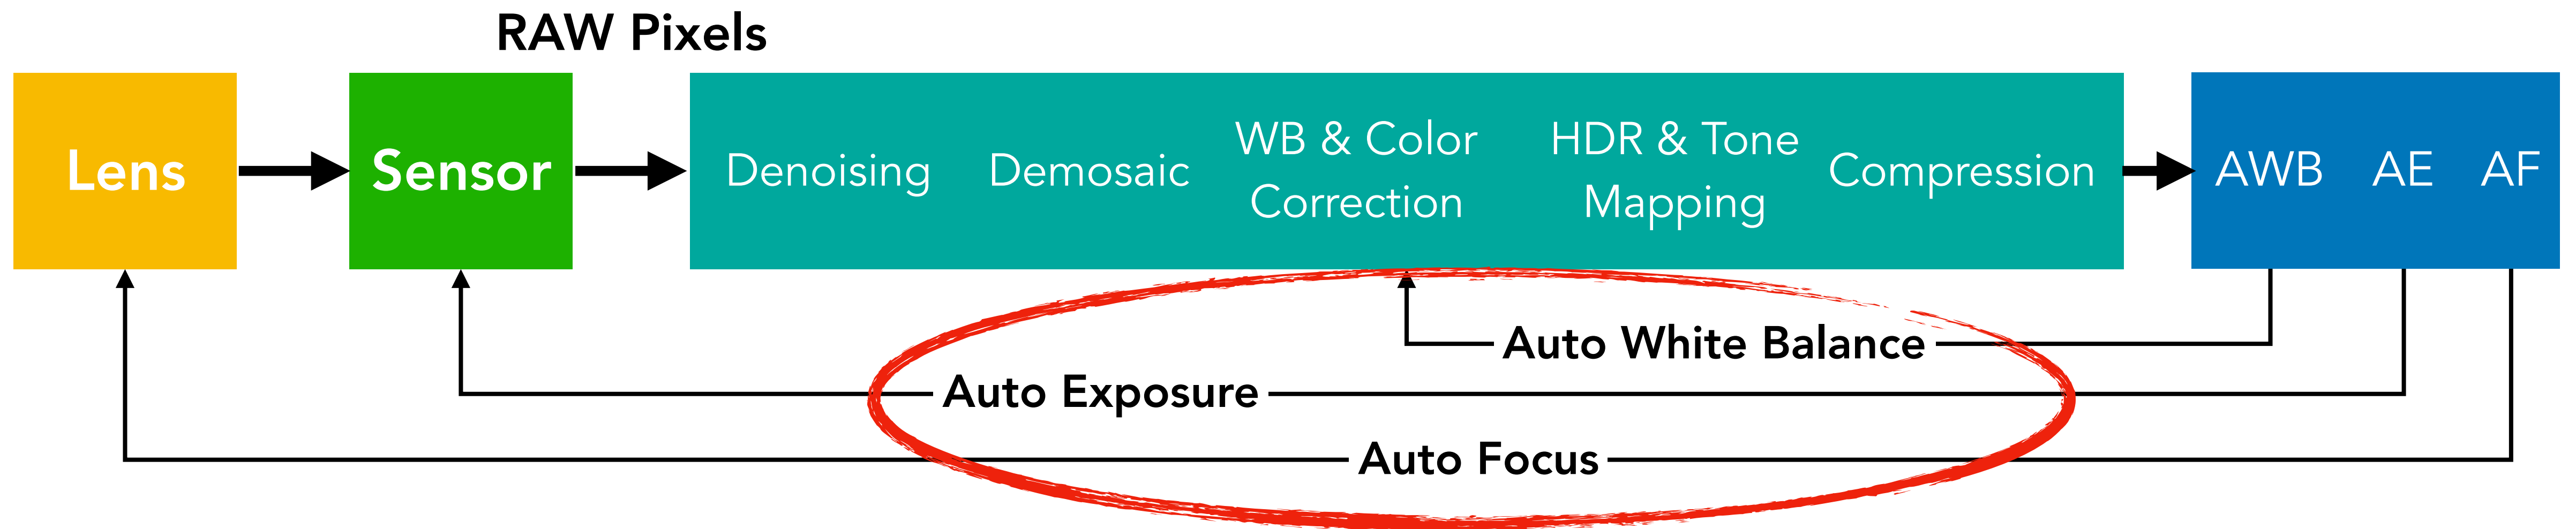 RAW Pixels
Lens
Sensor
Denoising
Demosaic
WB & Color
Correction
HDR & Tone
Mapping
Compression
AWB AE AF
Auto White Balance
Auto Exposure
Auto Focus